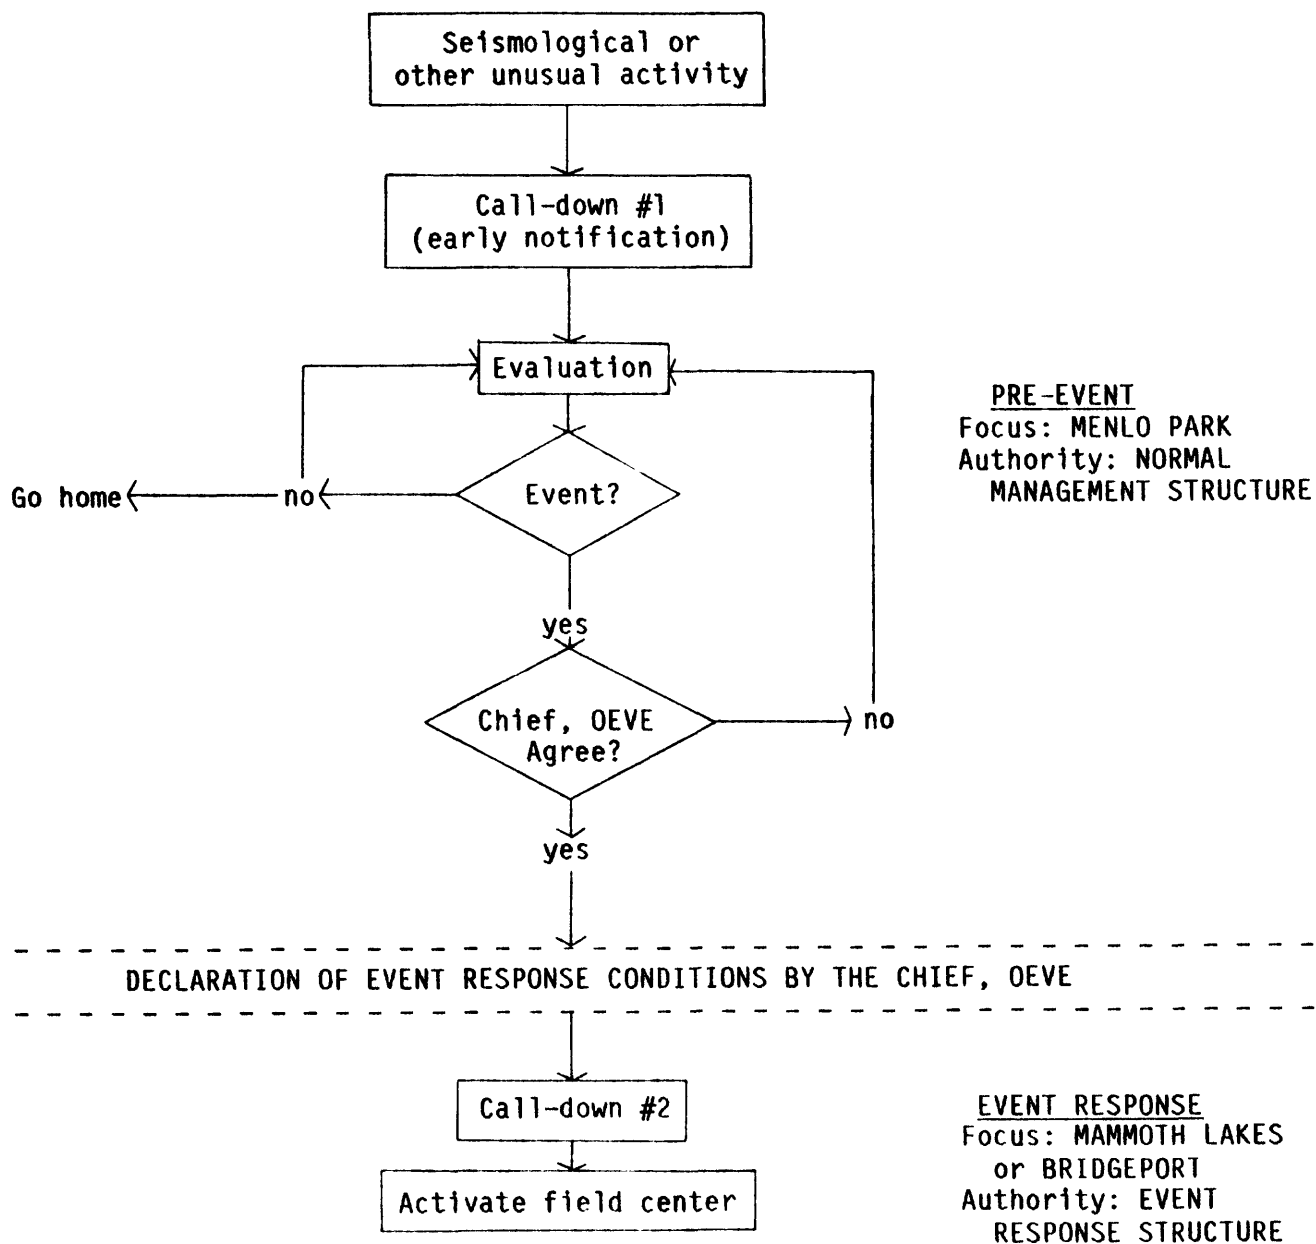 Seismological or
other unusual activity
Call-down #1
(early notification)
Evaluation
PRE-EVENT
Focus: MENLO PARK
Authority: NORMAL
MANAGEMENT STRUCTURE
Go home
no
Event?
yes
Chief, OEVE
Agree?
no
yes
DECLARATION OF EVENT RESPONSE CONDITIONS BY THE CHIEF, OEVE
Call-down #2
Activate field center
EVENT RESPONSE
Focus: MAMMOTH LAKES
or BRIDGEPORT
Authority: EVENT
RESPONSE STRUCTURE